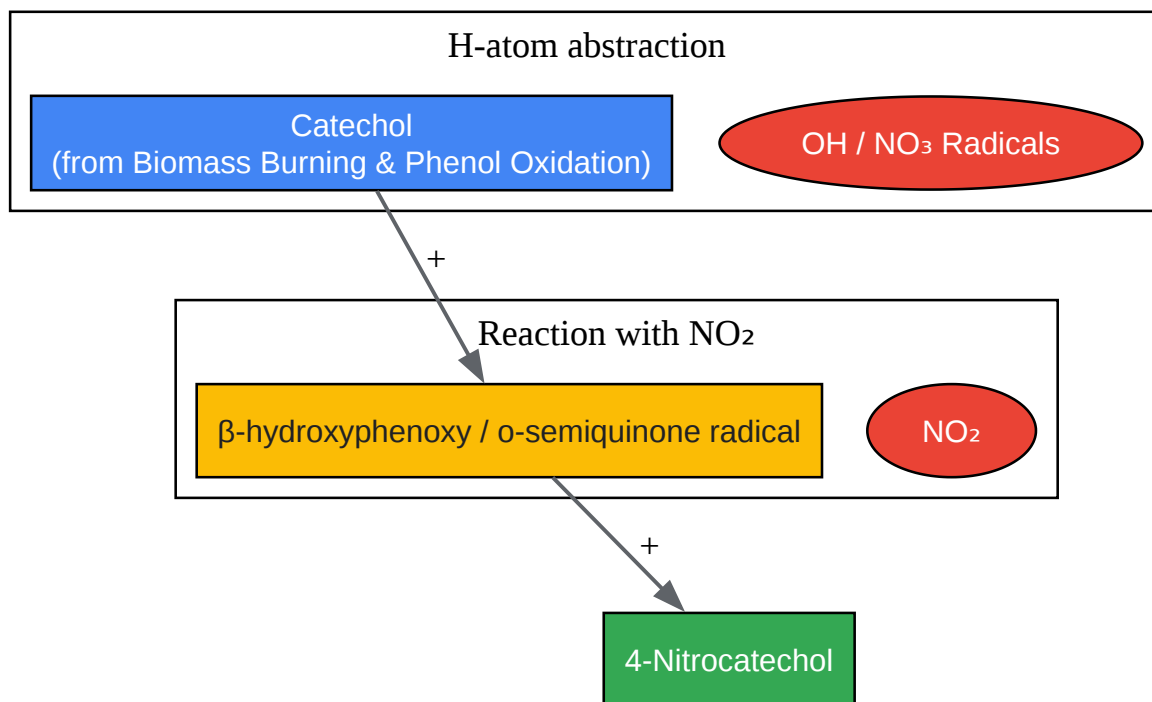 H-atom abstraction
Catechol
(from Biomass Burning & Phenol Oxidation)
OH / NO₃ Radicals
+
Reaction with NO₂
β-hydroxyphenoxy / o-semiquinone radical
NO₂
+
4-Nitrocatechol